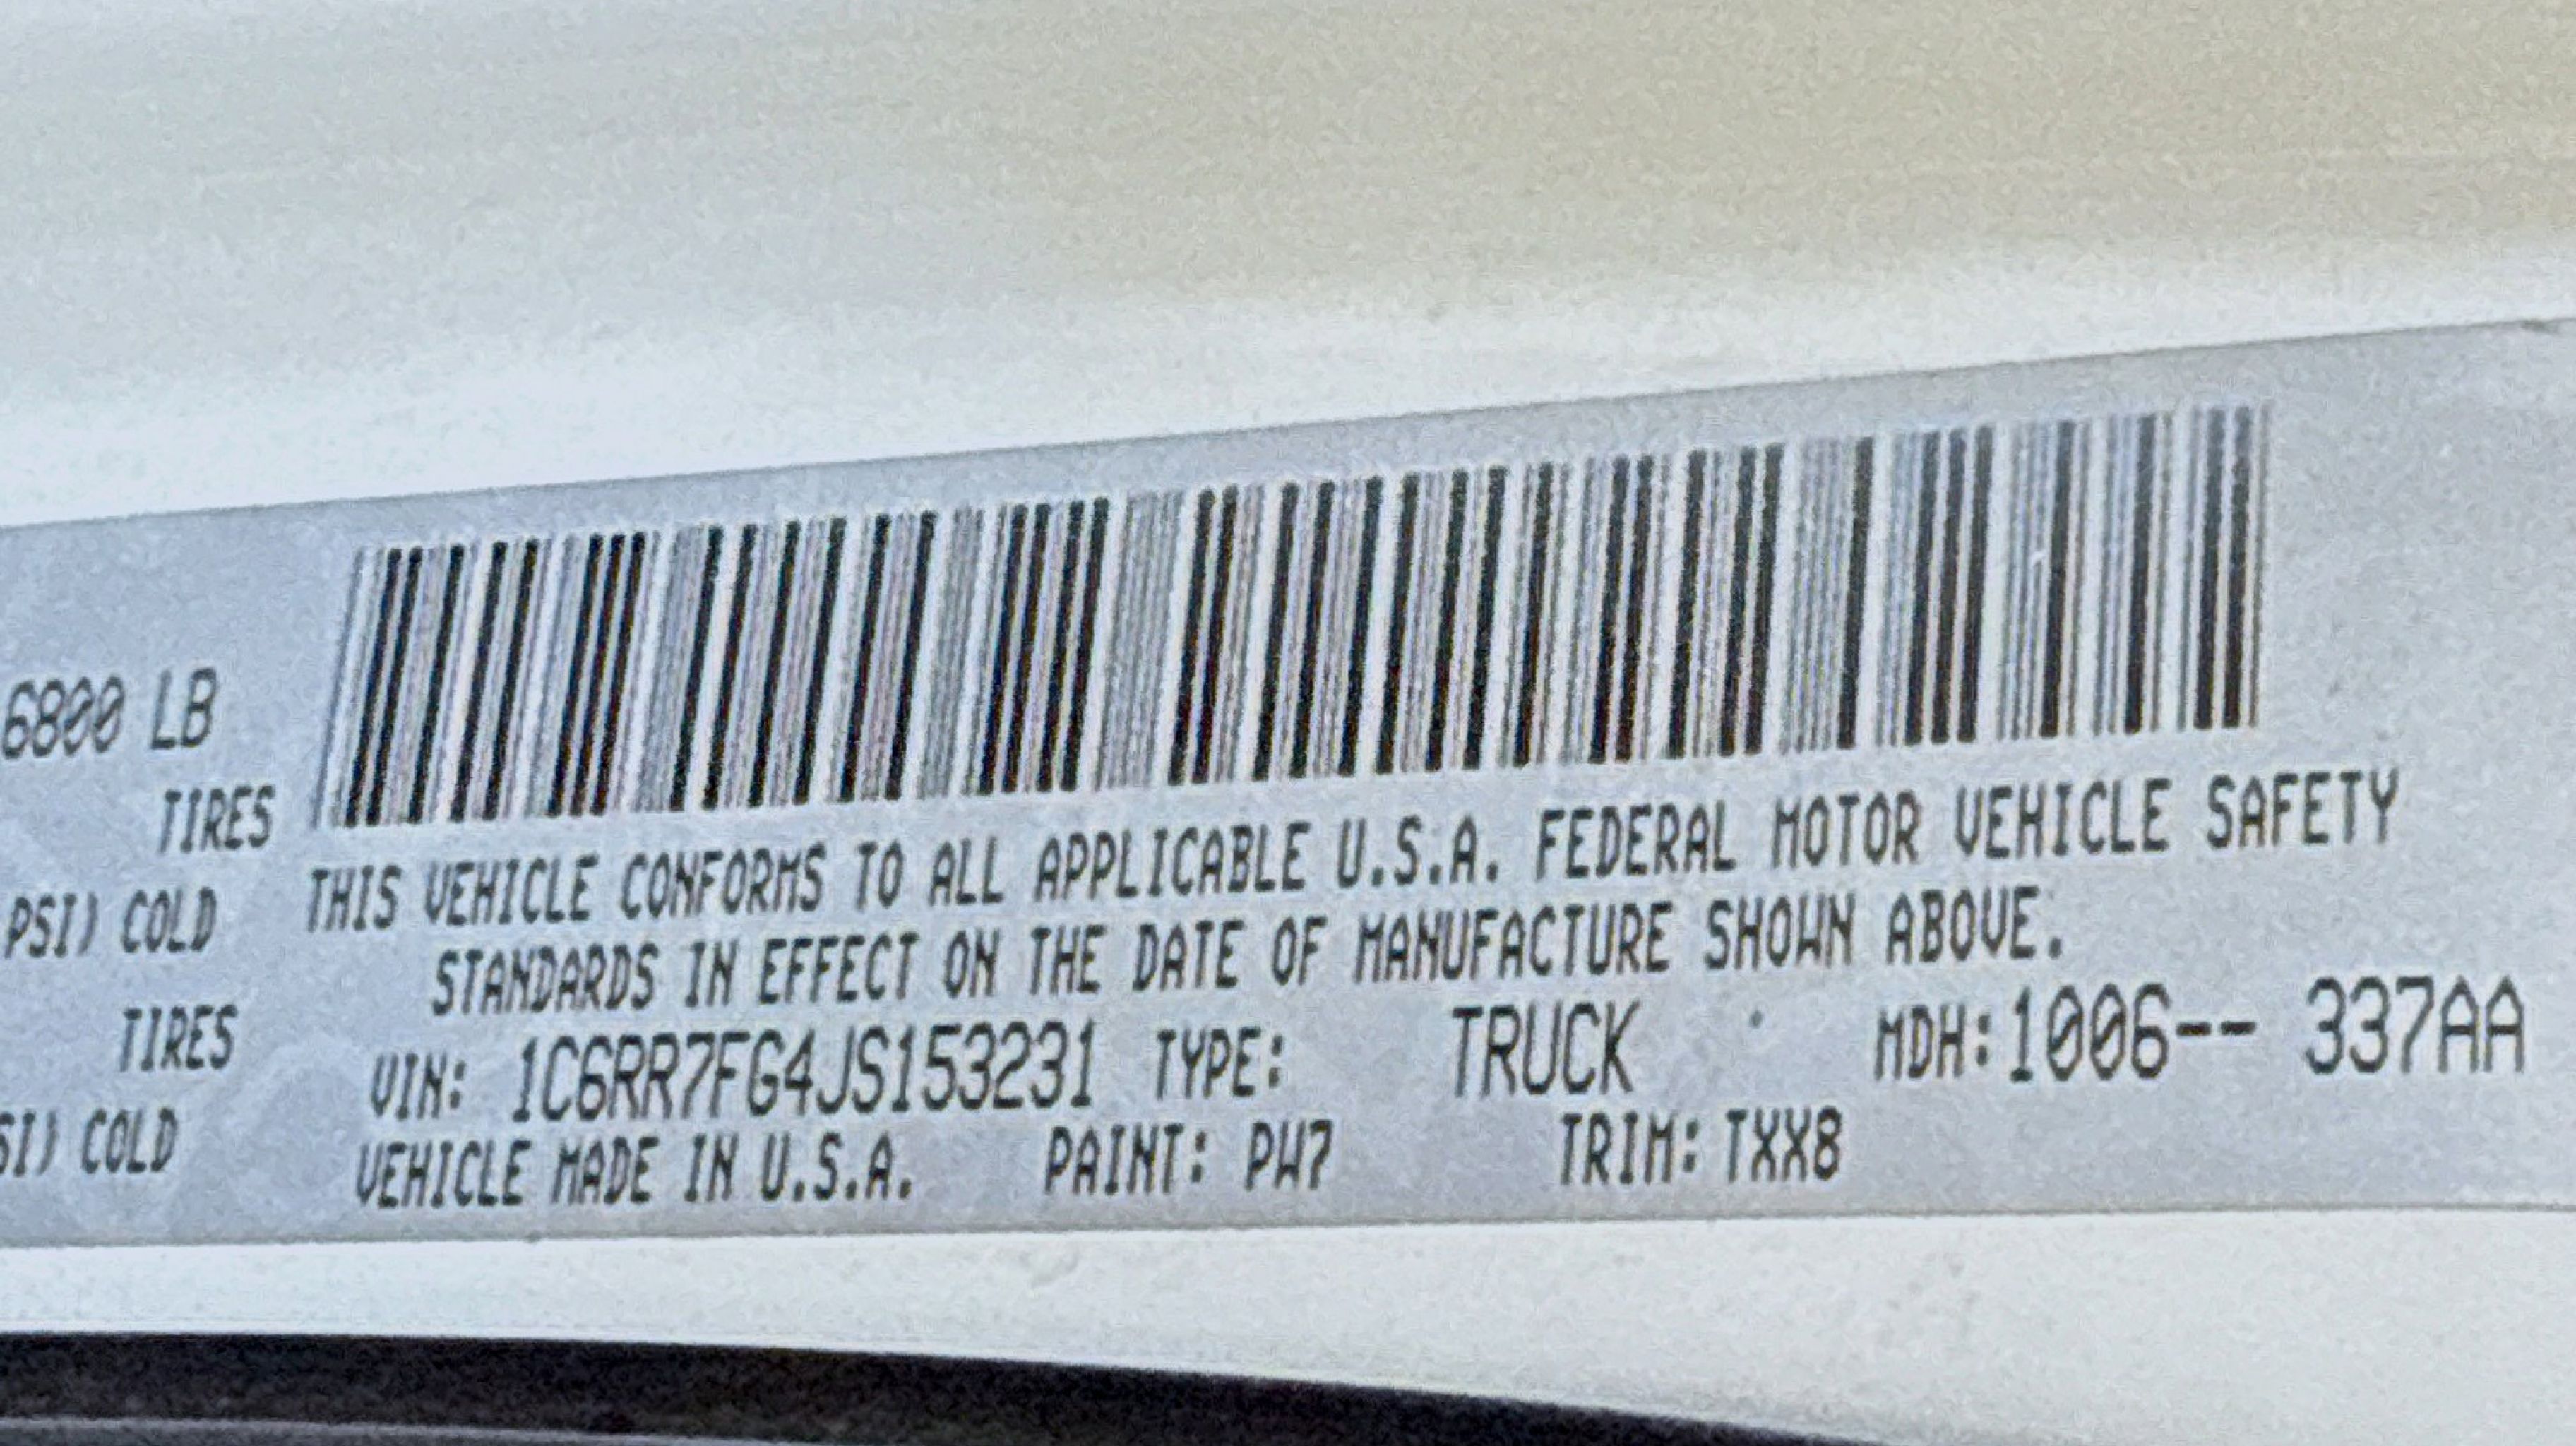 6800 LB
TIRES
PSI) COLD
TIRES
SI) COLD
THIS VEHICLE CONFORMS TO ALL APPLICABLE U.S.A. FEDERAL MOTOR VEHICLE SAFETY
STANDARDS IN EFFECT ON THE DATE OF MANUFACTURE SHOWN ABOVE.
VIN: 1C6RR7FG4JS153231 TYPE: TRUCK MDH:1006-- 337AA
VEHICLE MADE IN U.S.A. PAINT: PW7 TRIM: TXX8